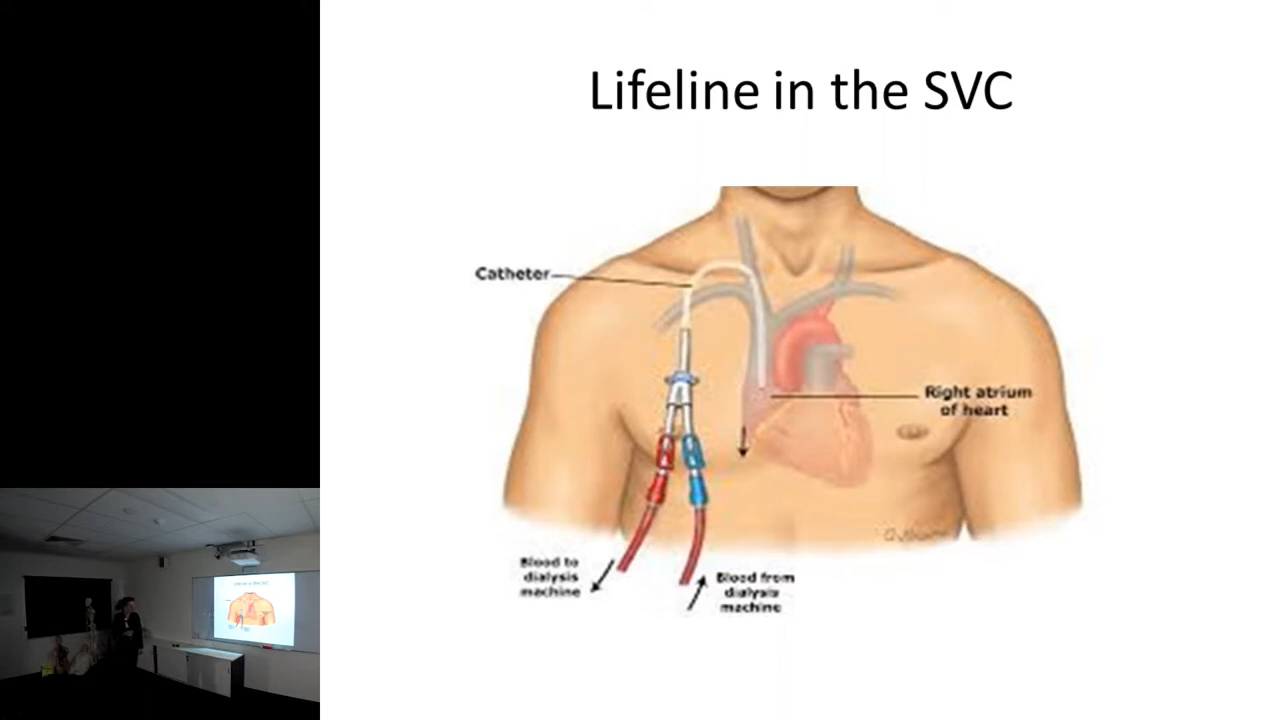 Lifeline in the SVC
Catheter
Right atrium
of heart
Blood to
dialysis
machine
Blood from
dialysis
machine